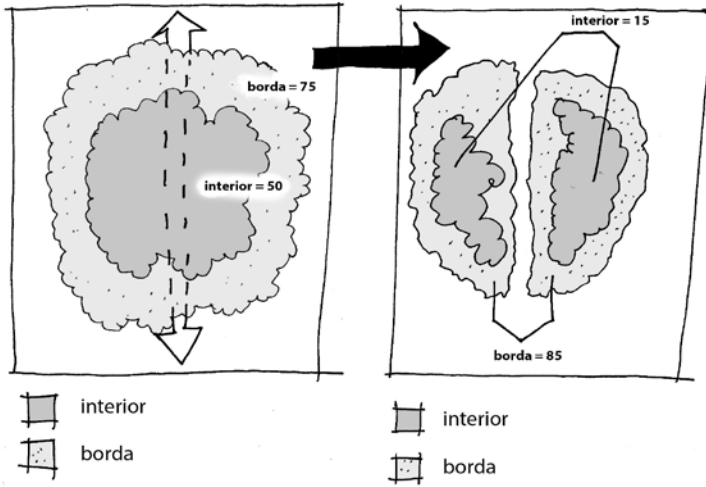 borda = 75
interior = 50
interior
borda
interior = 15
borda = 85
interior
borda